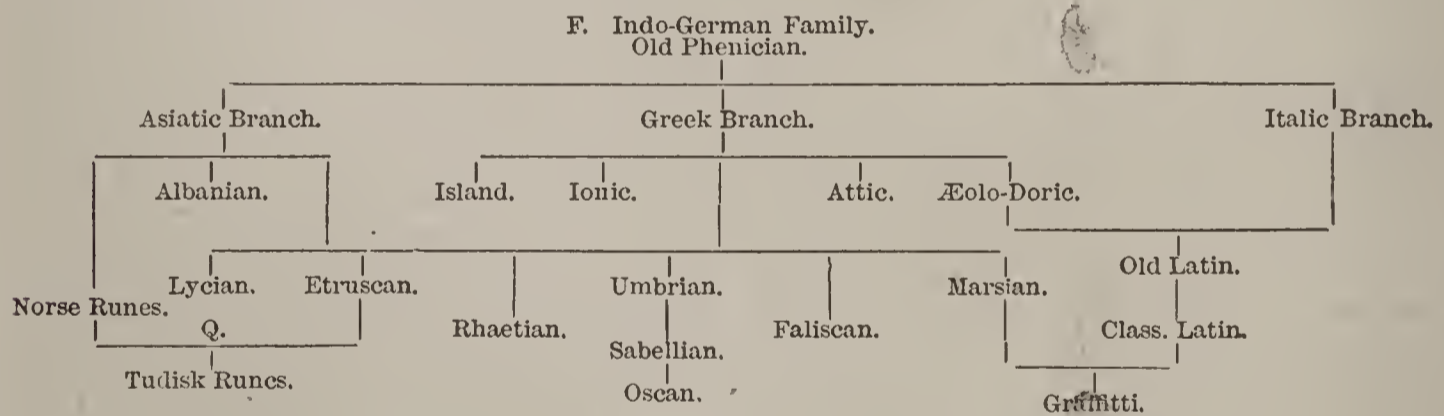 F. Indo-German Family.
Old Phenician.
Asiatic Branch. Greek Branch. Italic Branch.
Albanian. Island. Ionic. Attic. Æolo-Doric.
Old Latin.
Lycian. Etruscan. Umbrian. Marsian.
Norse Runes.
Q. Rhaetian. Faliscan. Class. Latin.
Sabellian.
Tudisk Runes.
Oscan.
Graffitti.